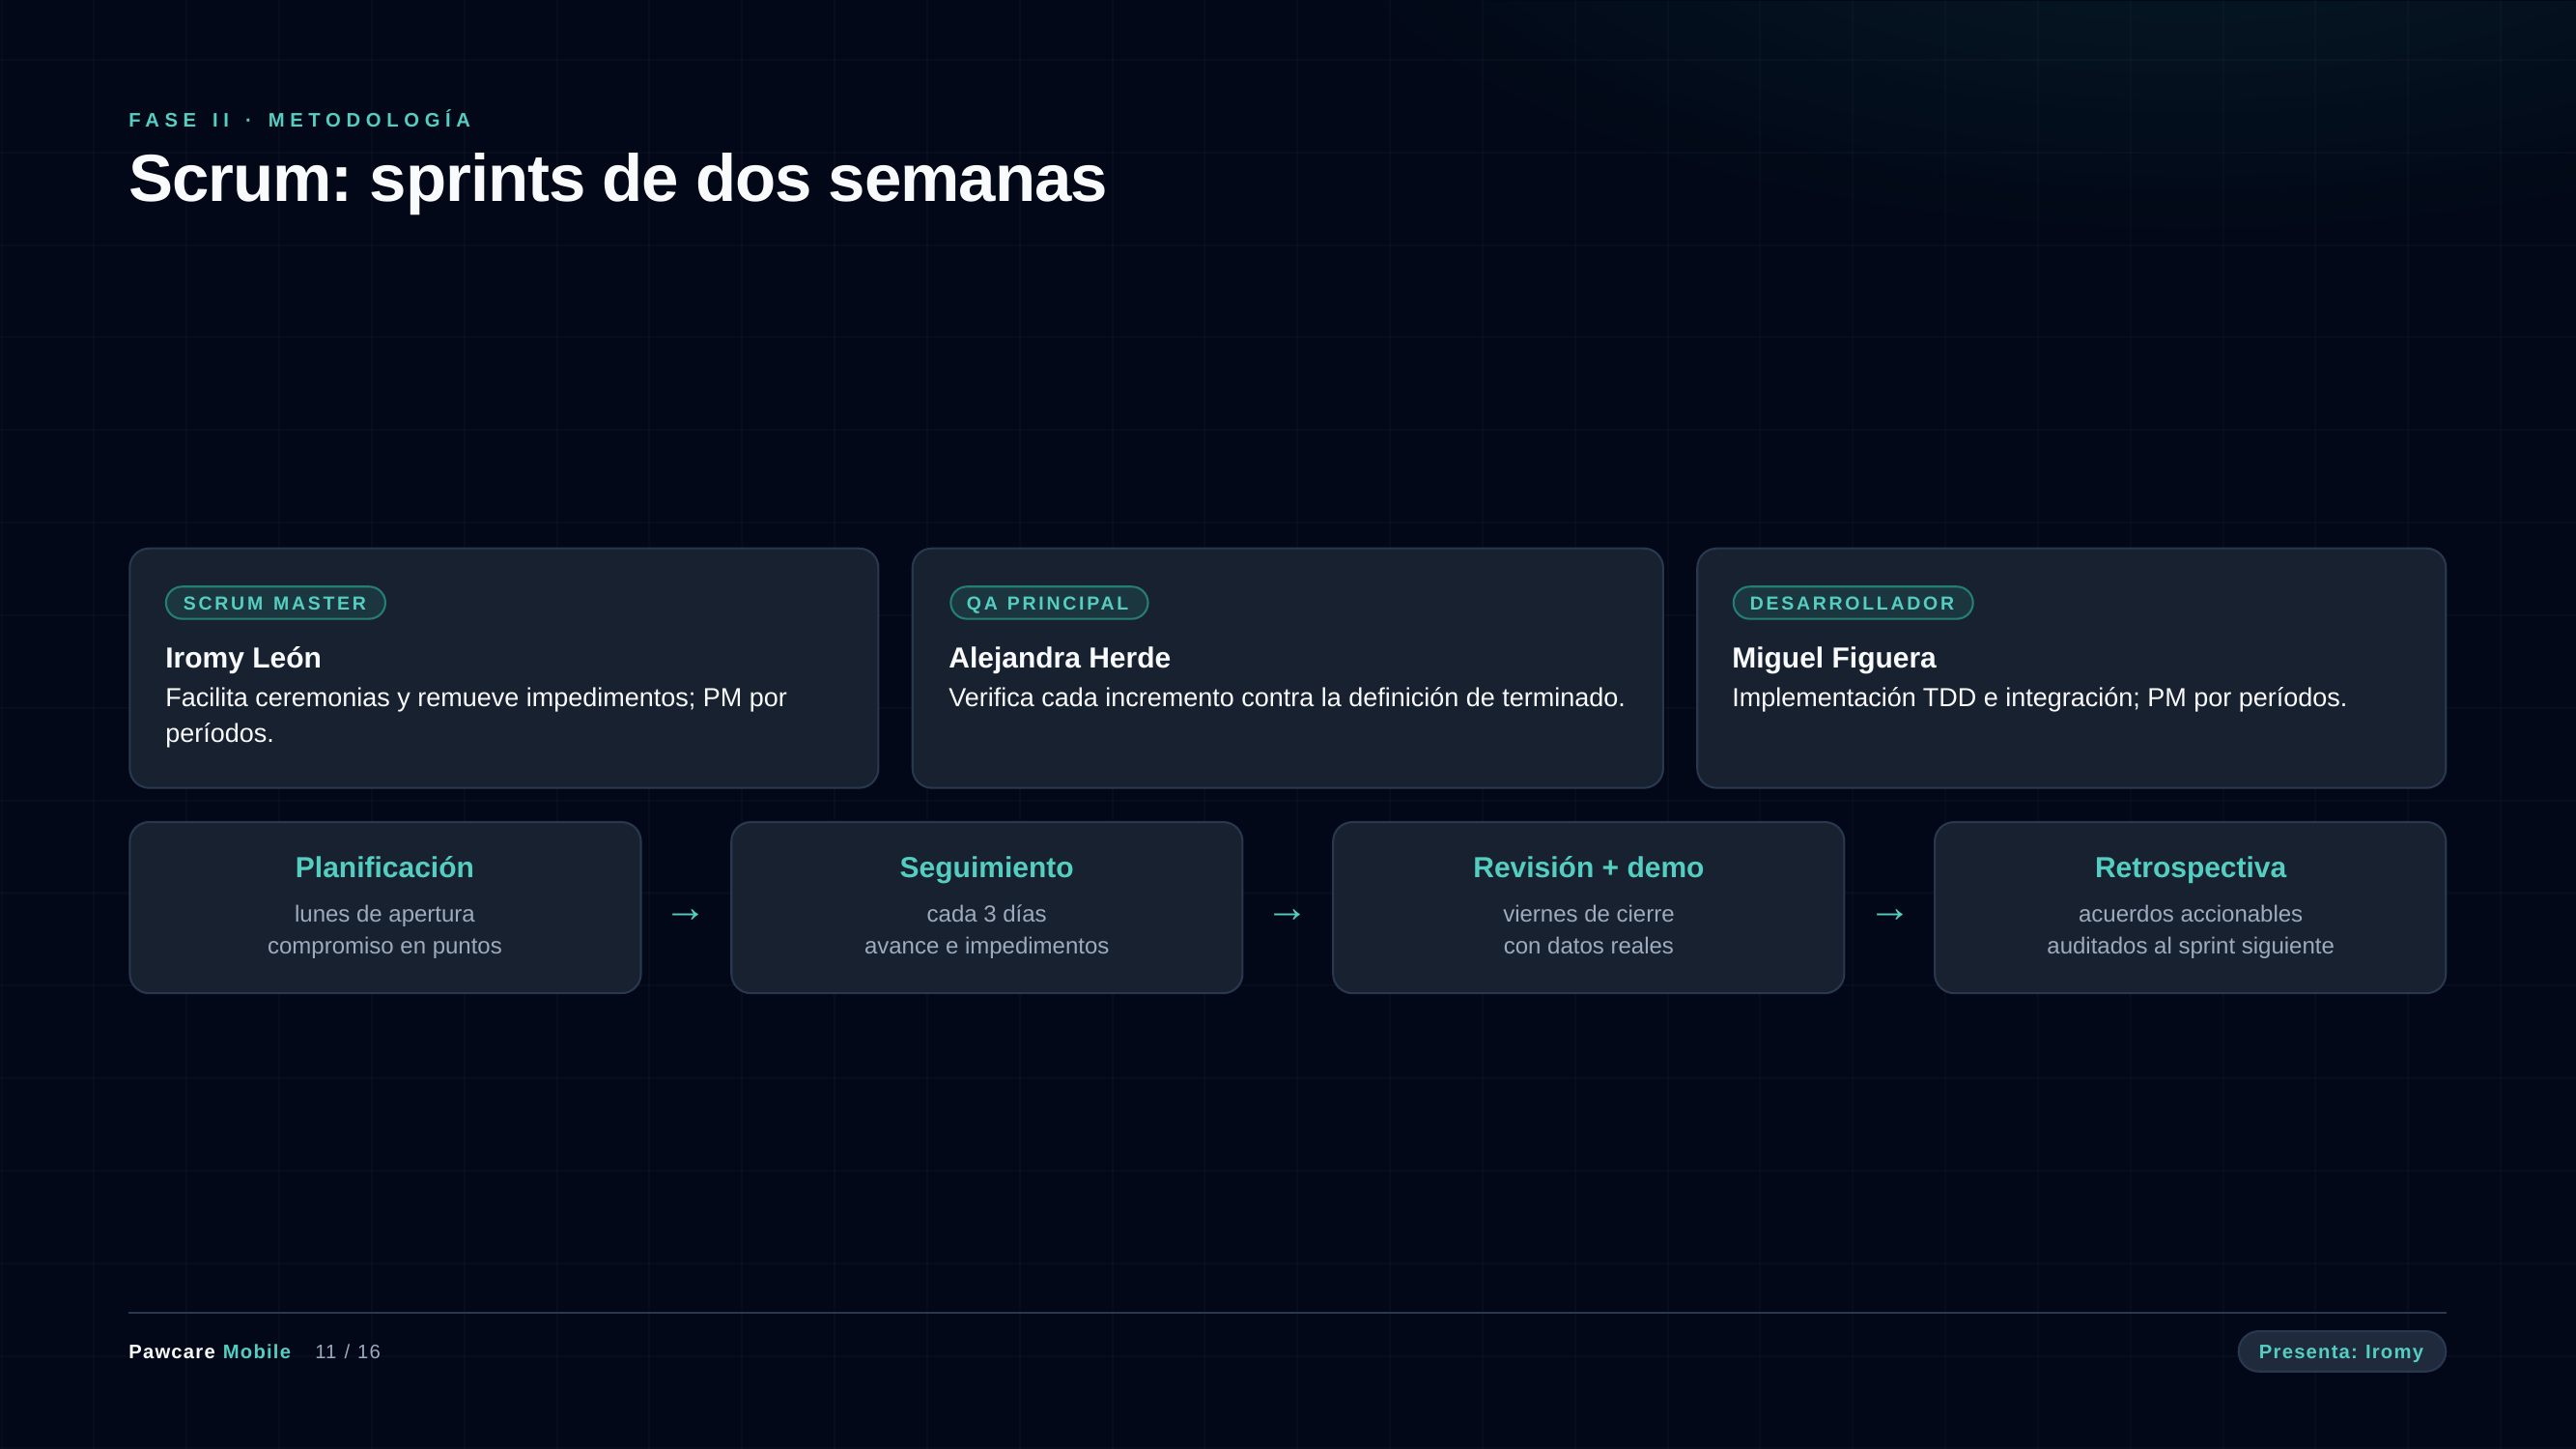 FASE II · METODOLOGÍA
Scrum: sprints de dos semanas
SCRUM MASTER
Iromy León
Facilita ceremonias y remueve impedimentos; PM por
períodos.
QA PRINCIPAL
Alejandra Herde
Verifica cada incremento contra la definición de terminado.
DESARROLLADOR
Miguel Figuera
Implementación TDD e integración; PM por períodos.
Planificación
lunes de apertura
compromiso en puntos
→
Seguimiento
cada 3 días
avance e impedimentos
→
Revisión + demo
viernes de cierre
con datos reales
→
Retrospectiva
acuerdos accionables
auditados al sprint siguiente
Pawcare Mobile 11 / 16
Presenta: Iromy